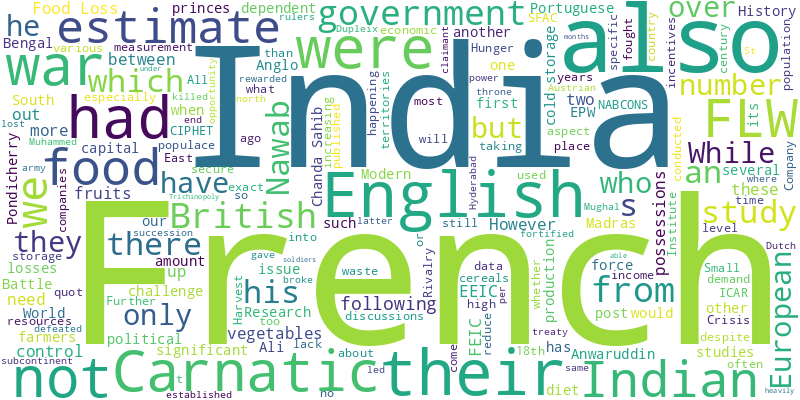 Food Loss princes dependent government Portuguese over History
he estimate various measurement than economic SFAC another specific
Bengal rulers Dupleix Hunger fought country incentives population
war which between Anglo were claimant one also century
South All rewarded what cold storage number
especially opportunity populace happening most power Austrian months St
out when ago increasing published territories first years two NABCONS FLW its
more CIPHET end
lost Muhammed had killed north India throne will EPW aspect
under capital East Nawab Chanda Sahib but taking place conducted While Company
Pondicherry companies food secure Modern Hyderabad used who an several
we army fruits have exact so Mughal these where
Trichinopoly English s possessions study time
they succession British such latter still However fortified Madras Institute level
storage there our into or Rivalry data whether production from Dutch
losses amount gave issue waste EEIC cereals force income Small
Battle up his Harvest Research following high per post would demand European
need Further challenge too discussions reduce ICAR
World quot only French vegetables FEIC 18th has other Crisis
resources farmers defeated political Ali lack soldiers broke treaty come Anwaruddin despite
control significant about same diet studies able
subcontinent not Carnatic led their Indian often
established no heavily